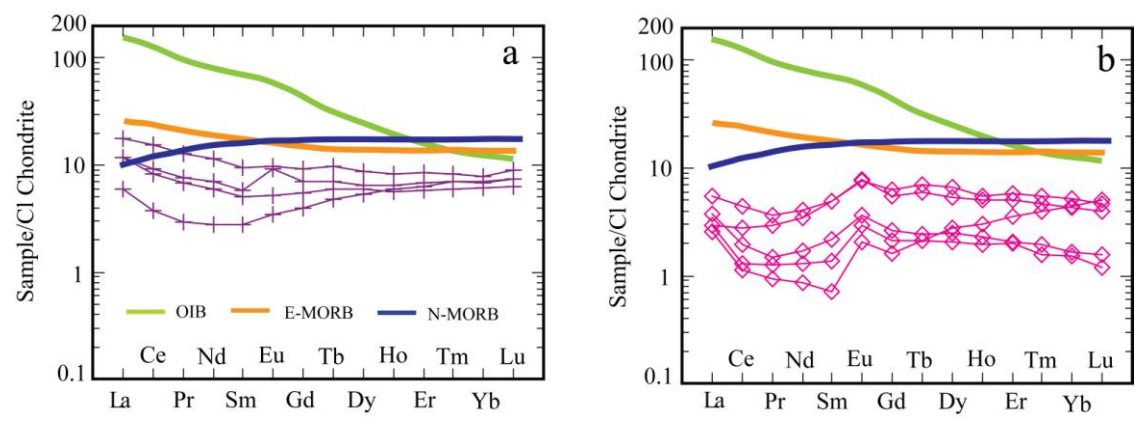 200
a
100
Sample/Cl Chondrite
10
1
OIB E-MORB N-MORB
Ce Nd Eu Tb Ho Tm Lu
0.1
La Pr Sm Gd Dy Er Yb
200
b
100
Sample/Cl Chondrite
10
1
Ce Nd Eu Tb Ho Tm Lu
0.1
La Pr Sm Gd Dy Er Yb